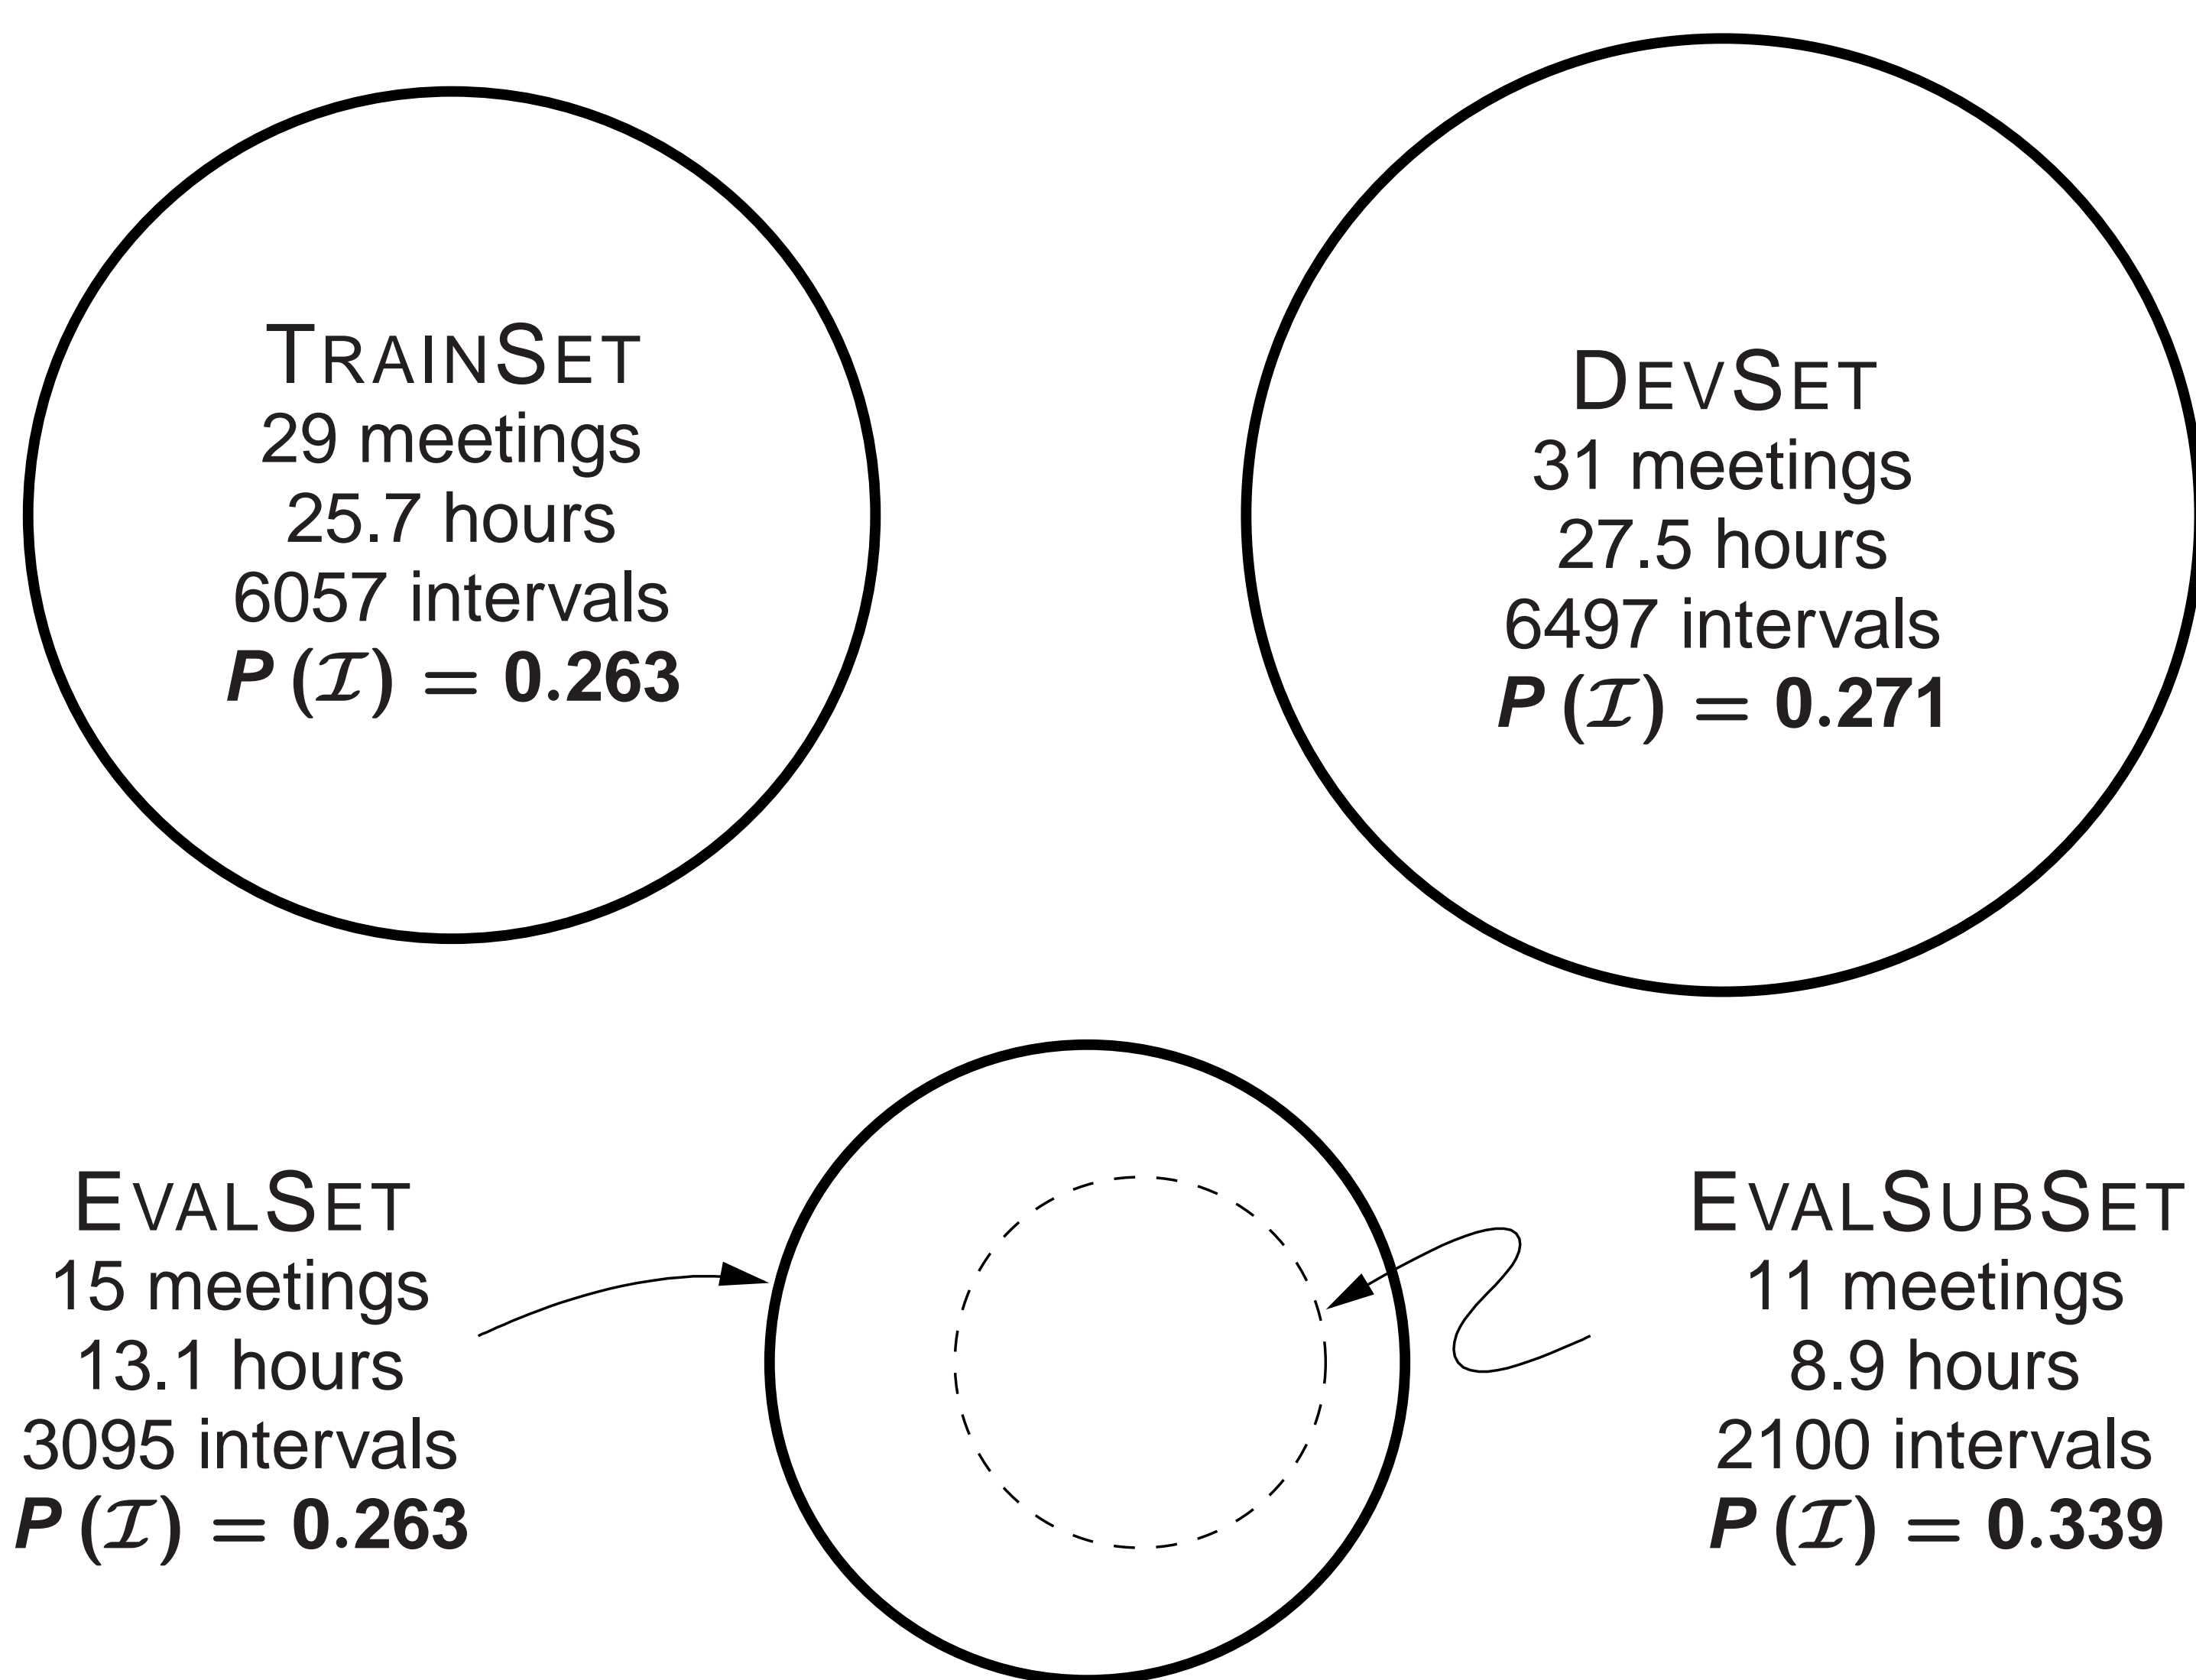 TRAINSET
29 meetings
25.7 hours
6057 intervals
P (ℐ) = 0.263
DEVSET
31 meetings
27.5 hours
6497 intervals
P (ℐ) = 0.271
EVALSET
15 meetings
13.1 hours
3095 intervals
P (ℐ) = 0.263
EVALSUBSET
11 meetings
8.9 hours
2100 intervals
P (ℐ) = 0.339